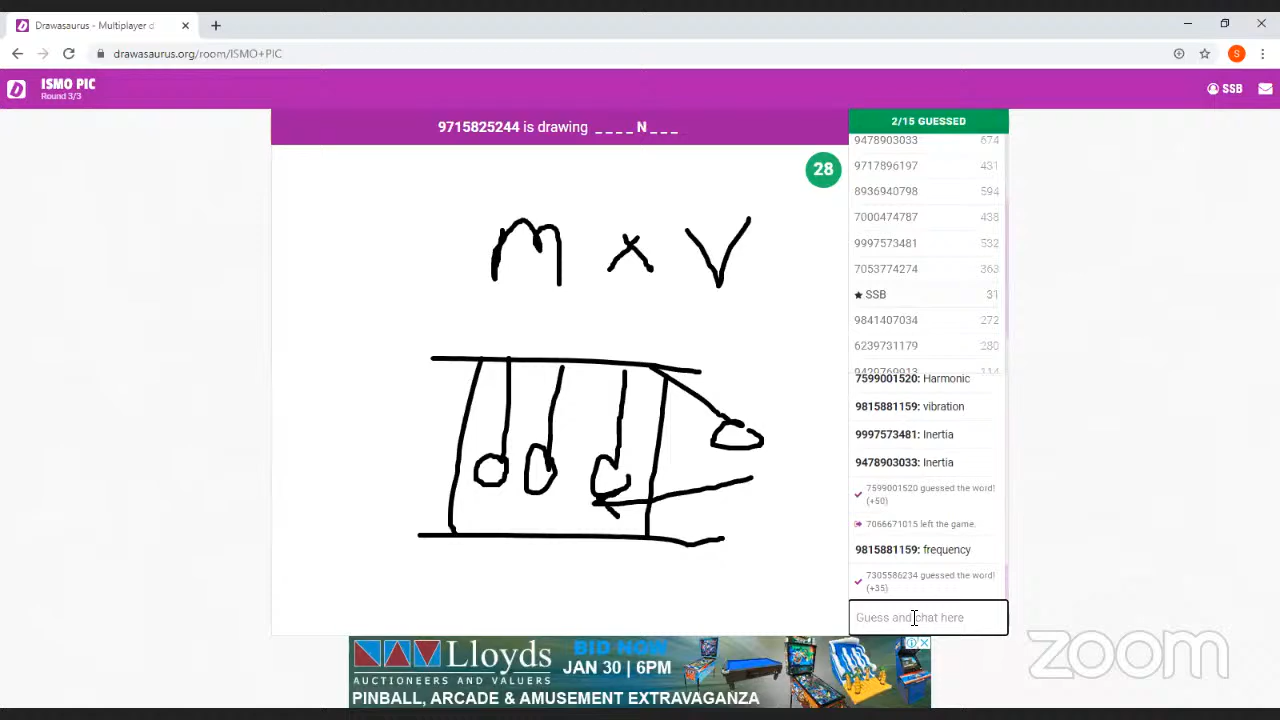 Drawasaurus - Multiplayer d
drawasaurus.org/room/ISMO+PIC
S
ISMO PIC
Round 3/3
SSB
9715825244 is drawing _ _ _ _ N _ _ _
2/15 GUESSED
28
9478903033 674
9717896197 431
8936940798 594
7000474787 438
9997573481 532
7053774274 363
SSB 31
9841407034 272
6239731179 280
9429769913 114
M x V
7599001520: Harmonic
9815881159: vibration
9997573481: Inertia
9478903033: Inertia
7599001520 guessed the word!
(+50)
7066671015 left the game.
9815881159: frequency
7305586234 guessed the word!
(+35)
Guess and chat here
NAV Lloyds
AUCTIONEERS AND VALUERS
BID NOW
JAN 30 | 6PM
PINBALL, ARCADE & AMUSEMENT EXTRAVAGANZA
zoom